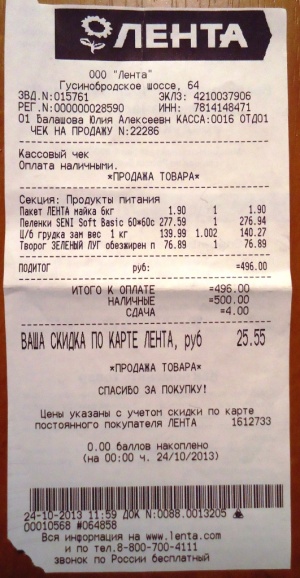 ЛЕНТА
ООО "Лента"
Гусинобродское шоссе, 64
ЗВД.N:015761 ЭКЛЗ: 4210037906
РЕГ.N:000000028590 ИНН: 7814148471
01 Балашова Юлия Алексеевн КАССА:0016 ОТД01
ЧЕК НА ПРОДАЖУ N:22286
Кассовый чек
Оплата наличными.
*ПРОДАЖА ТОВАРА*
Секция: Продукты питания
Пакет ЛЕНТА майка 6кг 1.90 1 1.90
Пеленки SENI Soft Basic 60*60с 277.59 1 276.94
Ц/б грудка зам вес 1 кг 139.99 1.002 140.27
Творог ЗЕЛЕНЫЙ ЛУГ обезжирен п 76.89 1 76.89
ПОДИТОГ руб: =496.00
ИТОГО К ОПЛАТЕ =496.00
НАЛИЧНЫЕ =500.00
СДАЧА =4.00
ВАША СКИДКА ПО КАРТЕ ЛЕНТА, руб 25.55
*ПРОДАЖА ТОВАРА*
СПАСИБО ЗА ПОКУПКУ!
Цены указаны с учетом скидки по карте
постоянного покупателя ЛЕНТА 1612733
0.00 баллов накоплено
(на 00:00 ч. 24/10/2013)
24-10-2013 11:59 ДОК N:0088.0013205
00010568 #064858
Вся информация на www.lenta.com
и по тел.8-800-700-4111
звонок по России бесплатный